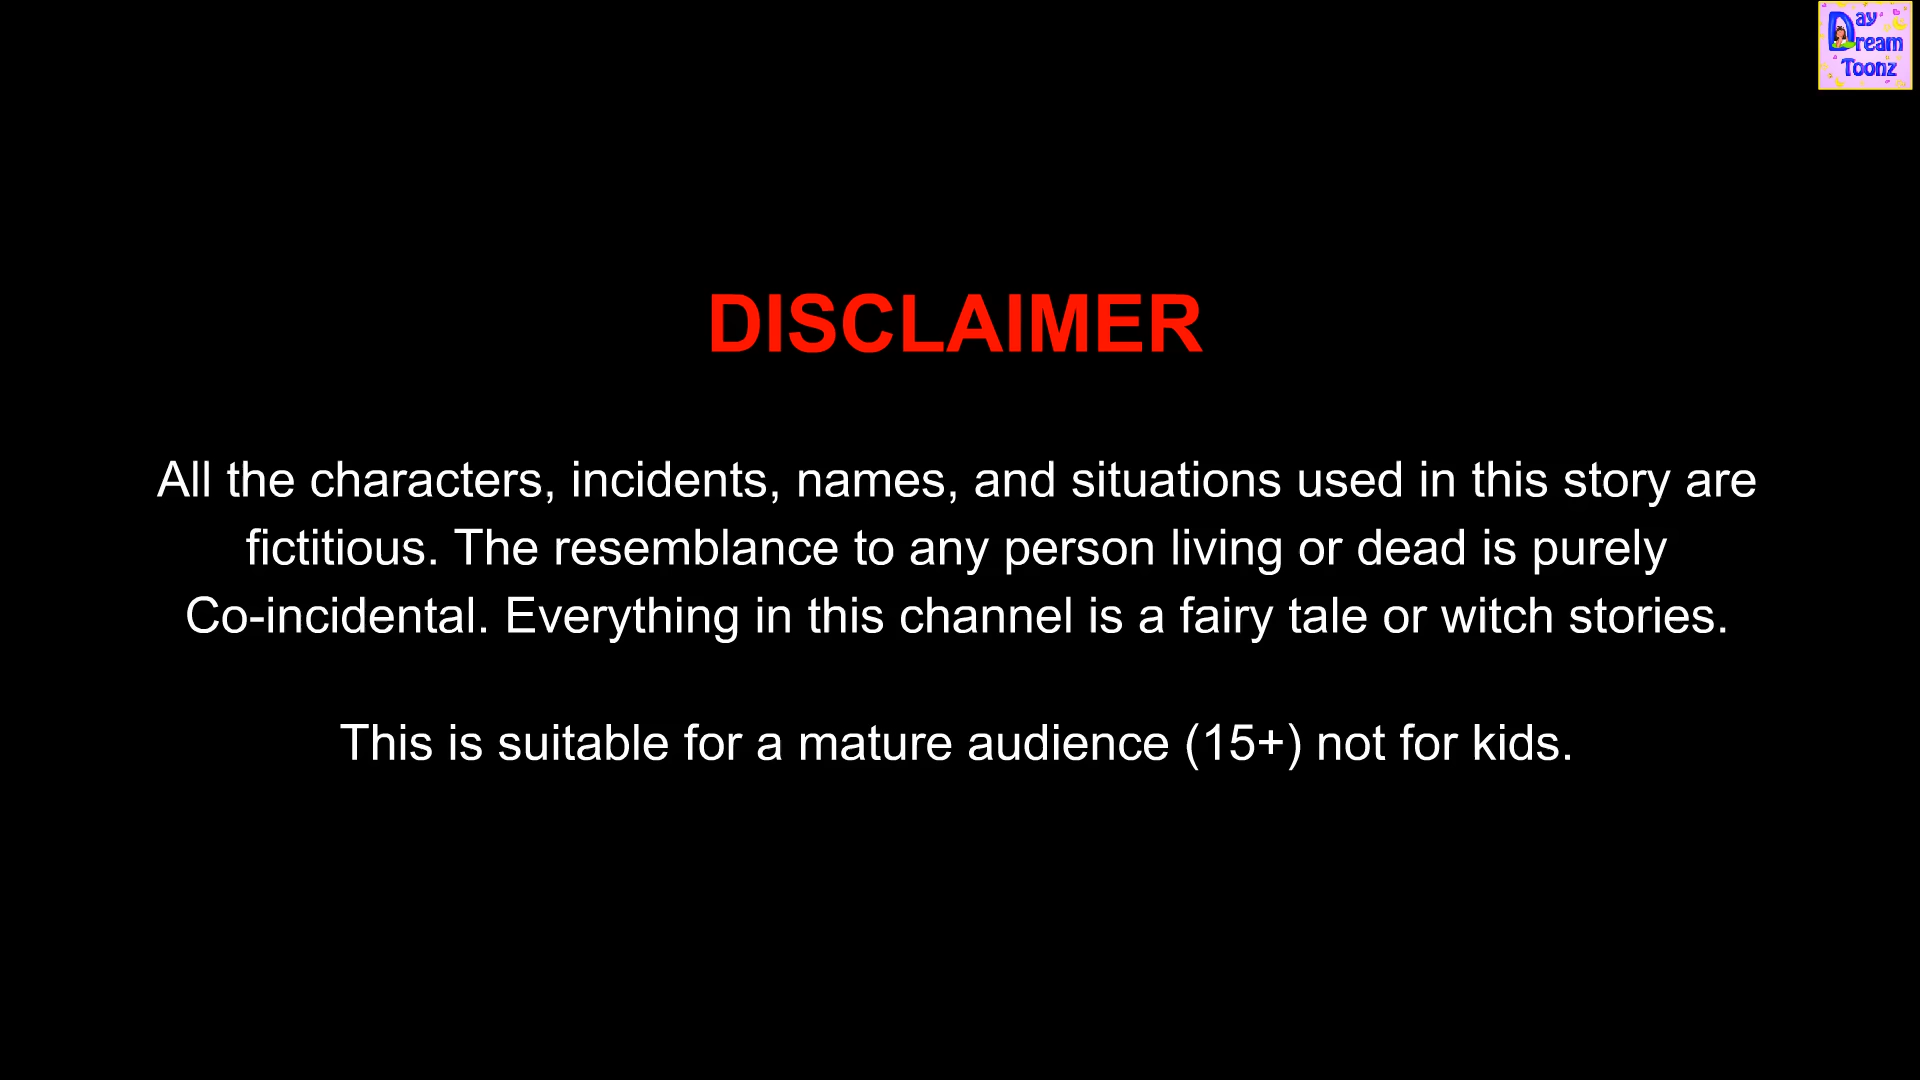 Day
Dream
Toonz
DISCLAIMER
All the characters, incidents, names, and situations used in this story are
fictitious. The resemblance to any person living or dead is purely
Co-incidental. Everything in this channel is a fairy tale or witch stories.
This is suitable for a mature audience (15+) not for kids.